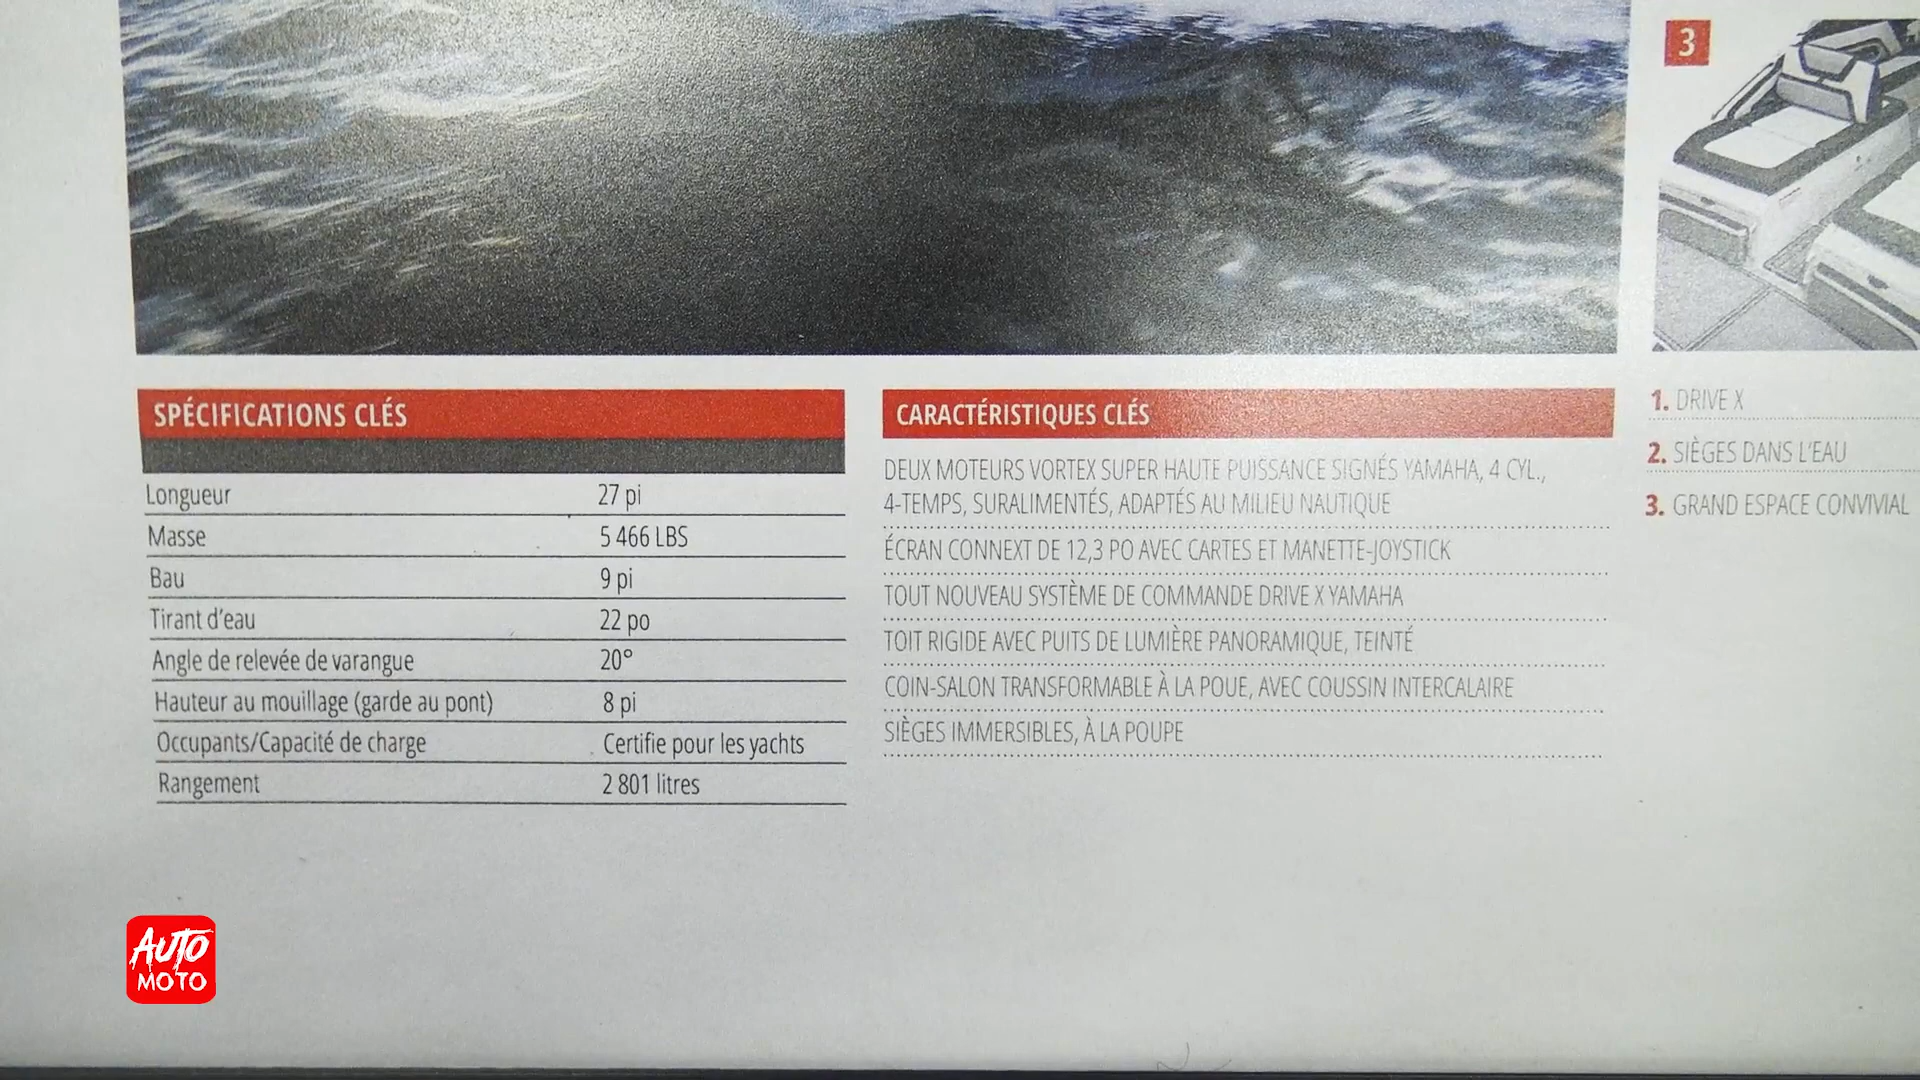 3
SPÉCIFICATIONS CLÉS
Longueur 27 pi
Masse 5 466 LBS
Bau 9 pi
Tirant d'eau 22 po
Angle de relevée de varangue 20°
Hauteur au mouillage (garde au pont) 8 pi
Occupants/Capacité de charge Certifie pour les yachts
Rangement 2 801 litres
CARACTÉRISTIQUES CLÉS
DEUX MOTEURS VORTEX SUPER HAUTE PUISSANCE SIGNÉS YAMAHA, 4 CYL.,
4-TEMPS, SURALIMENTÉS, ADAPTÉS AU MILIEU NAUTIQUE
ÉCRAN CONNEXT DE 12,3 PO AVEC CARTES ET MANETTE-JOYSTICK
TOUT NOUVEAU SYSTÈME DE COMMANDE DRIVE X YAMAHA
TOIT RIGIDE AVEC PUITS DE LUMIÈRE PANORAMIQUE, TEINTÉ
COIN-SALON TRANSFORMABLE À LA POUE, AVEC COUSSIN INTERCALAIRE
SIÈGES IMMERSIBLES, À LA POUPE
1. DRIVE X
2. SIÈGES DANS L'EAU
3. GRAND ESPACE CONVIVIAL
AUTO
MOTO